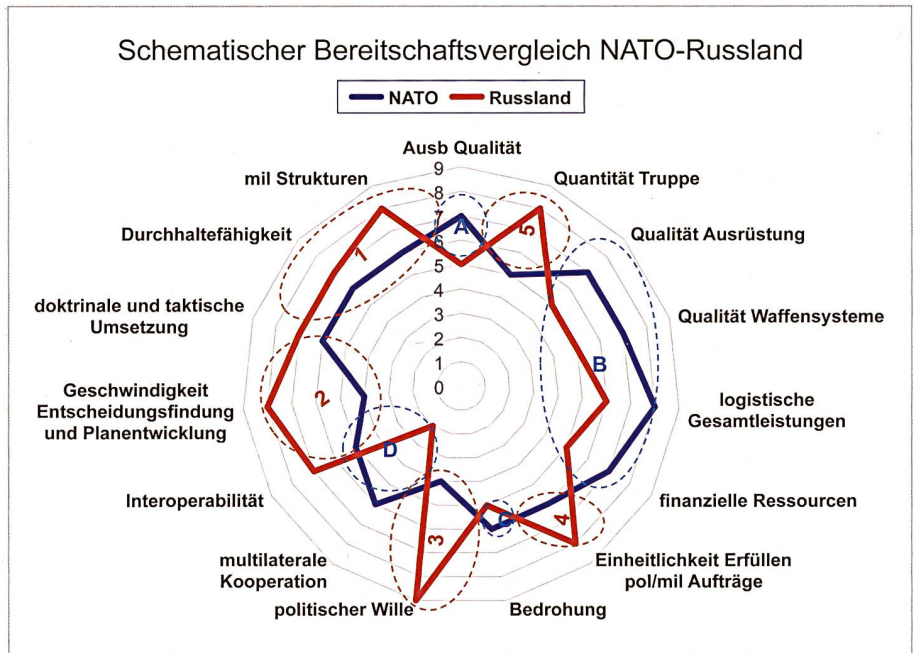 Schematischer Bereitschaftsvergleich NATO-Russland
NATO Russland
Ausb Qualität
mil Strukturen
Quantität Truppe
Durchhaltefähigkeit
Qualität Ausrüstung
doktrinale und taktische
Umsetzung
Qualität Waffensysteme
Geschwindigkeit
Entscheidungsfindung
und Planentwicklung
logistische
Gesamtleistungen
Interoperabilität
finanzielle Ressourcen
multilaterale
Kooperation
Einheitlichkeit Erfüllen
pol/mil Aufträge
politischer Wille
Bedrohung
9
8
7
6
5
4
3
2
1
0
A
5
1
B
2
D
3
C
4